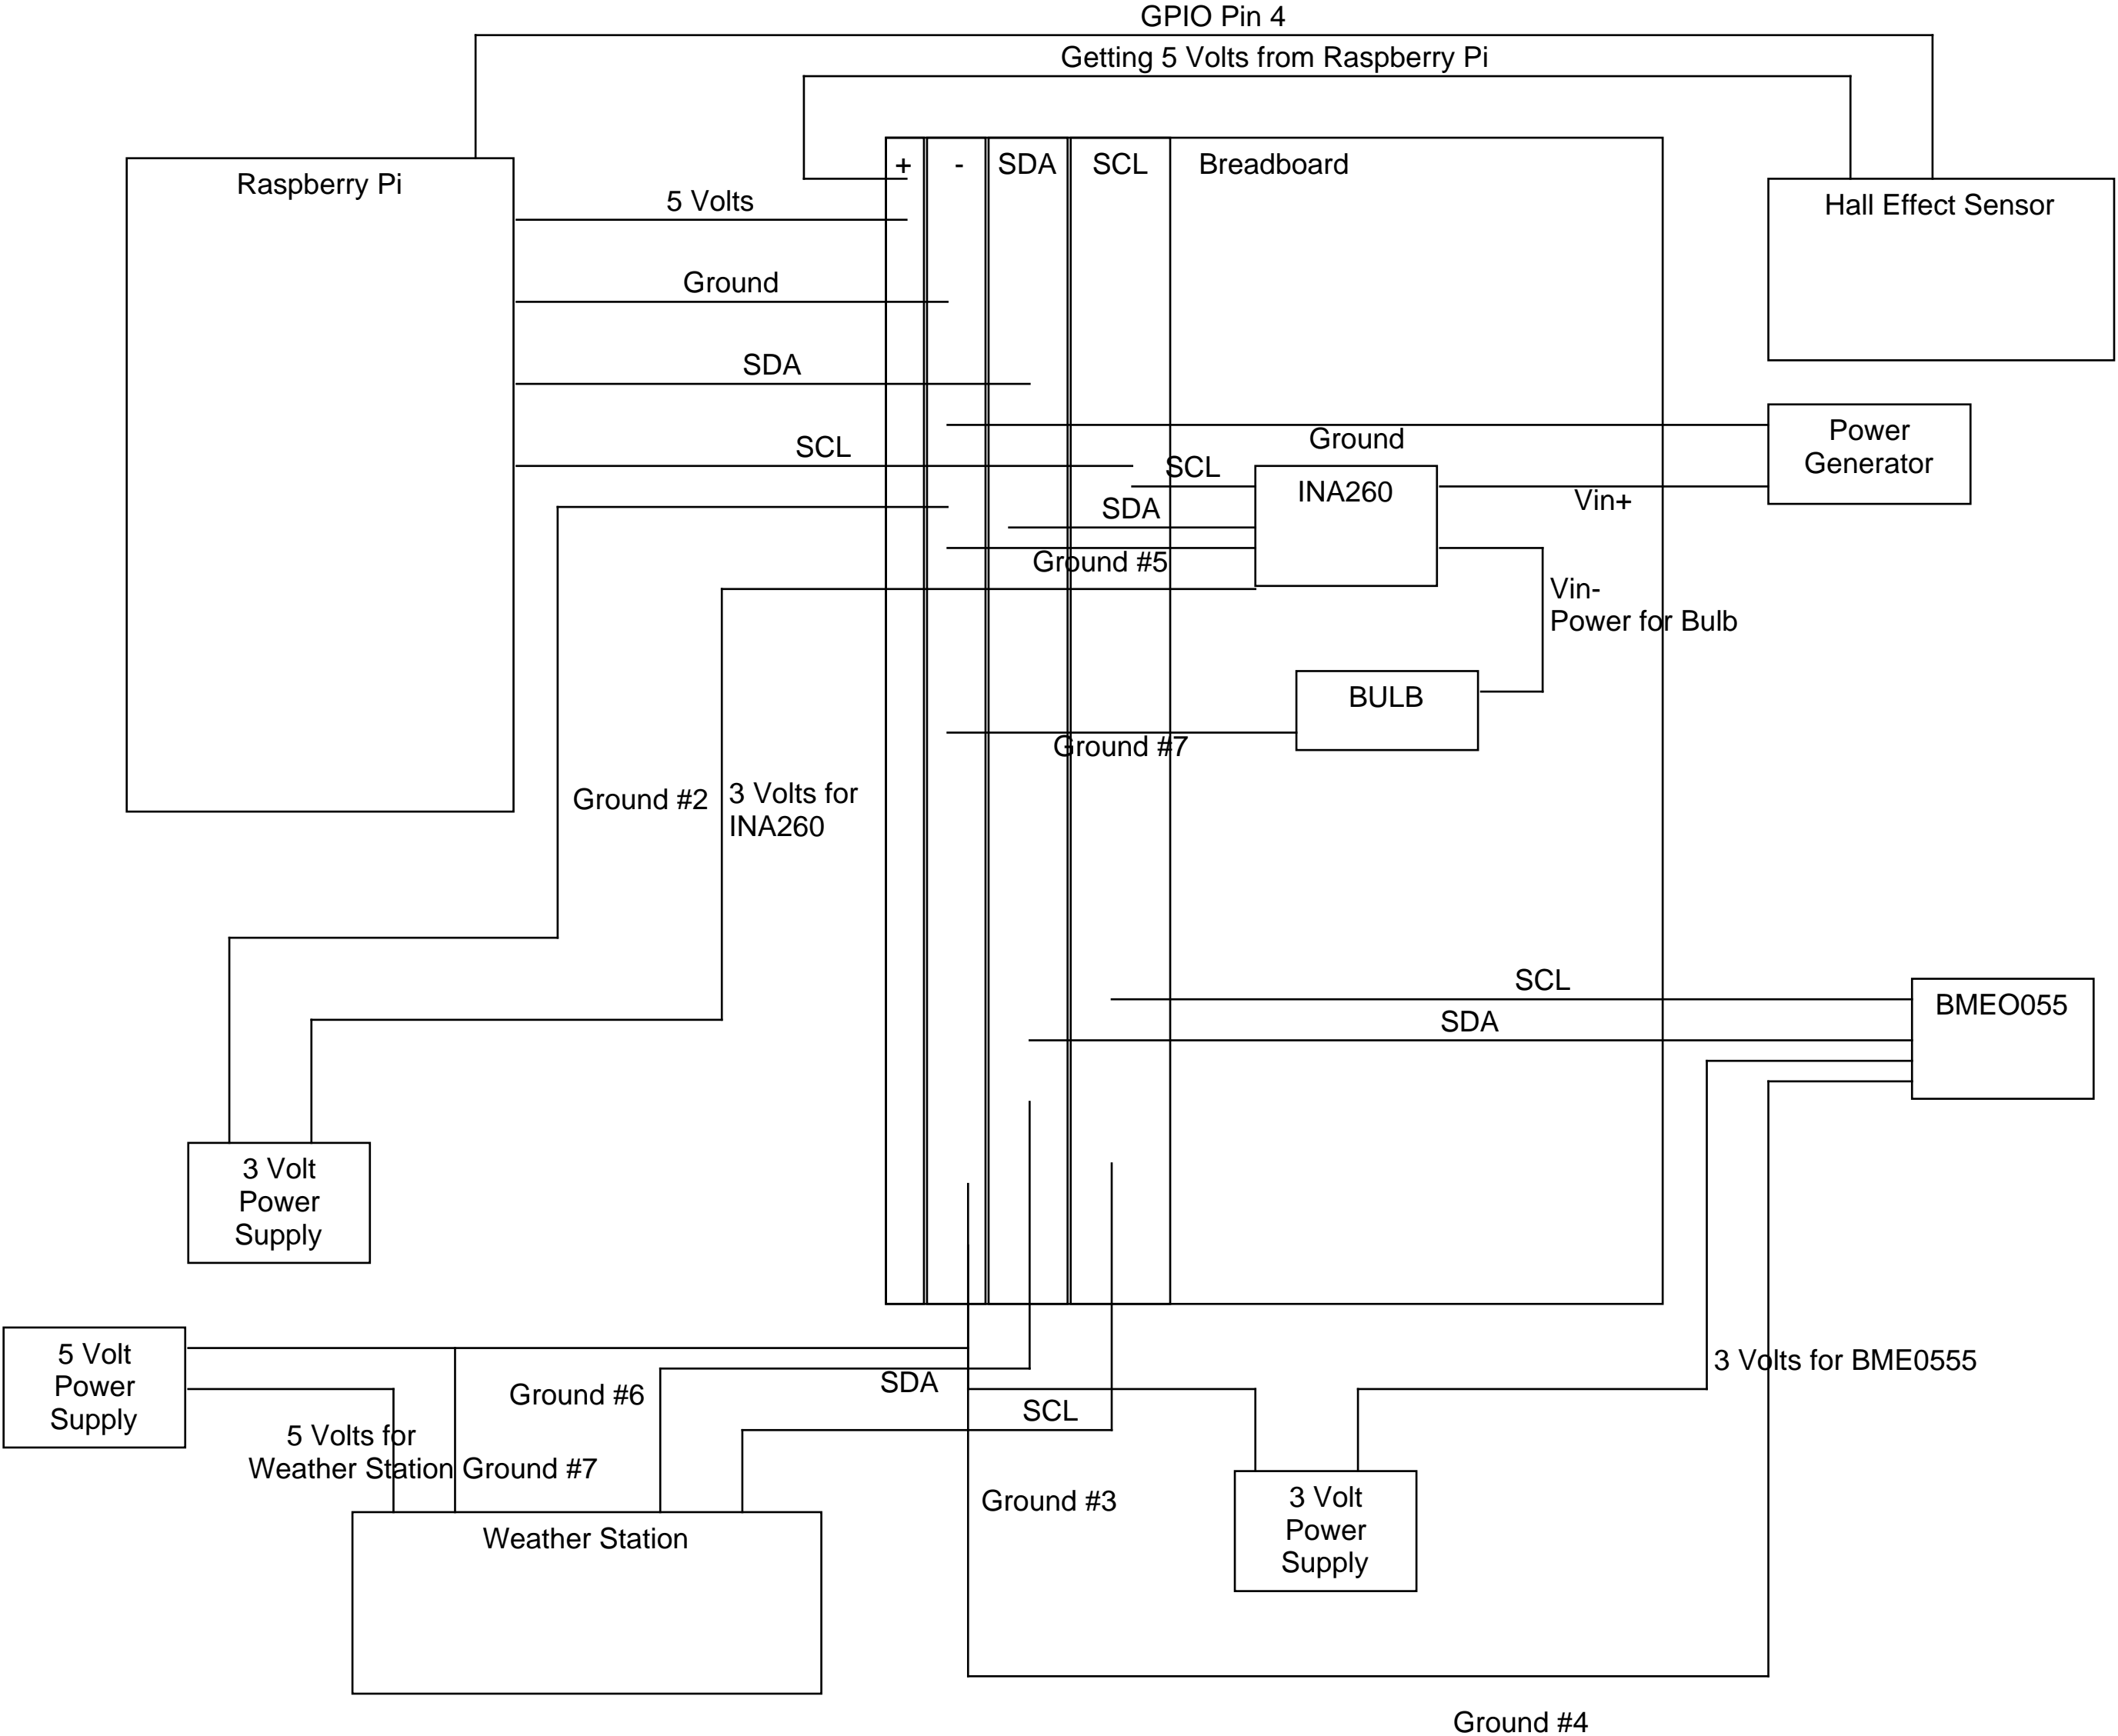 GPIO Pin 4
Getting 5 Volts from Raspberry Pi
+
-
SDA
SCL
Breadboard
Raspberry Pi
5 Volts
Hall Effect Sensor
Ground
SDA
SCL
Ground
Power
Generator
SCL
INA260
Vin+
SDA
Ground #5
Vin-
Power for Bulb
BULB
Ground #7
Ground #2
3 Volts for
INA260
SCL
BMEO055
SDA
3 Volt
Power
Supply
5 Volt
Power
Supply
3 Volts for BME0555
Ground #6
SDA
SCL
5 Volts for
Weather Station
Ground #7
Ground #3
3 Volt
Power
Supply
Weather Station
Ground #4